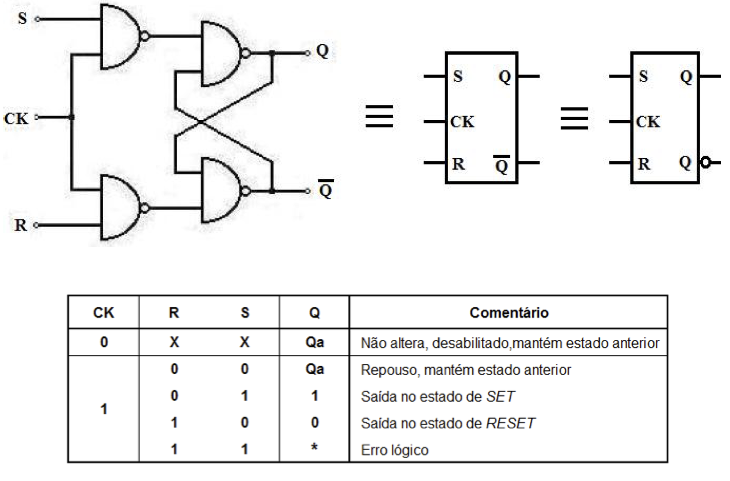 S
Q
CK
R
Q̅
S Q
CK
R Q̅
S Q
CK
R Q
CK R S Q Comentário
0 X X Qa Não altera, desabilitado,mantém estado anterior
1
0 0 Qa Repouso, mantém estado anterior
0 1 1 Saída no estado de SET
1 0 0 Saída no estado de RESET
1 1 * Erro lógico